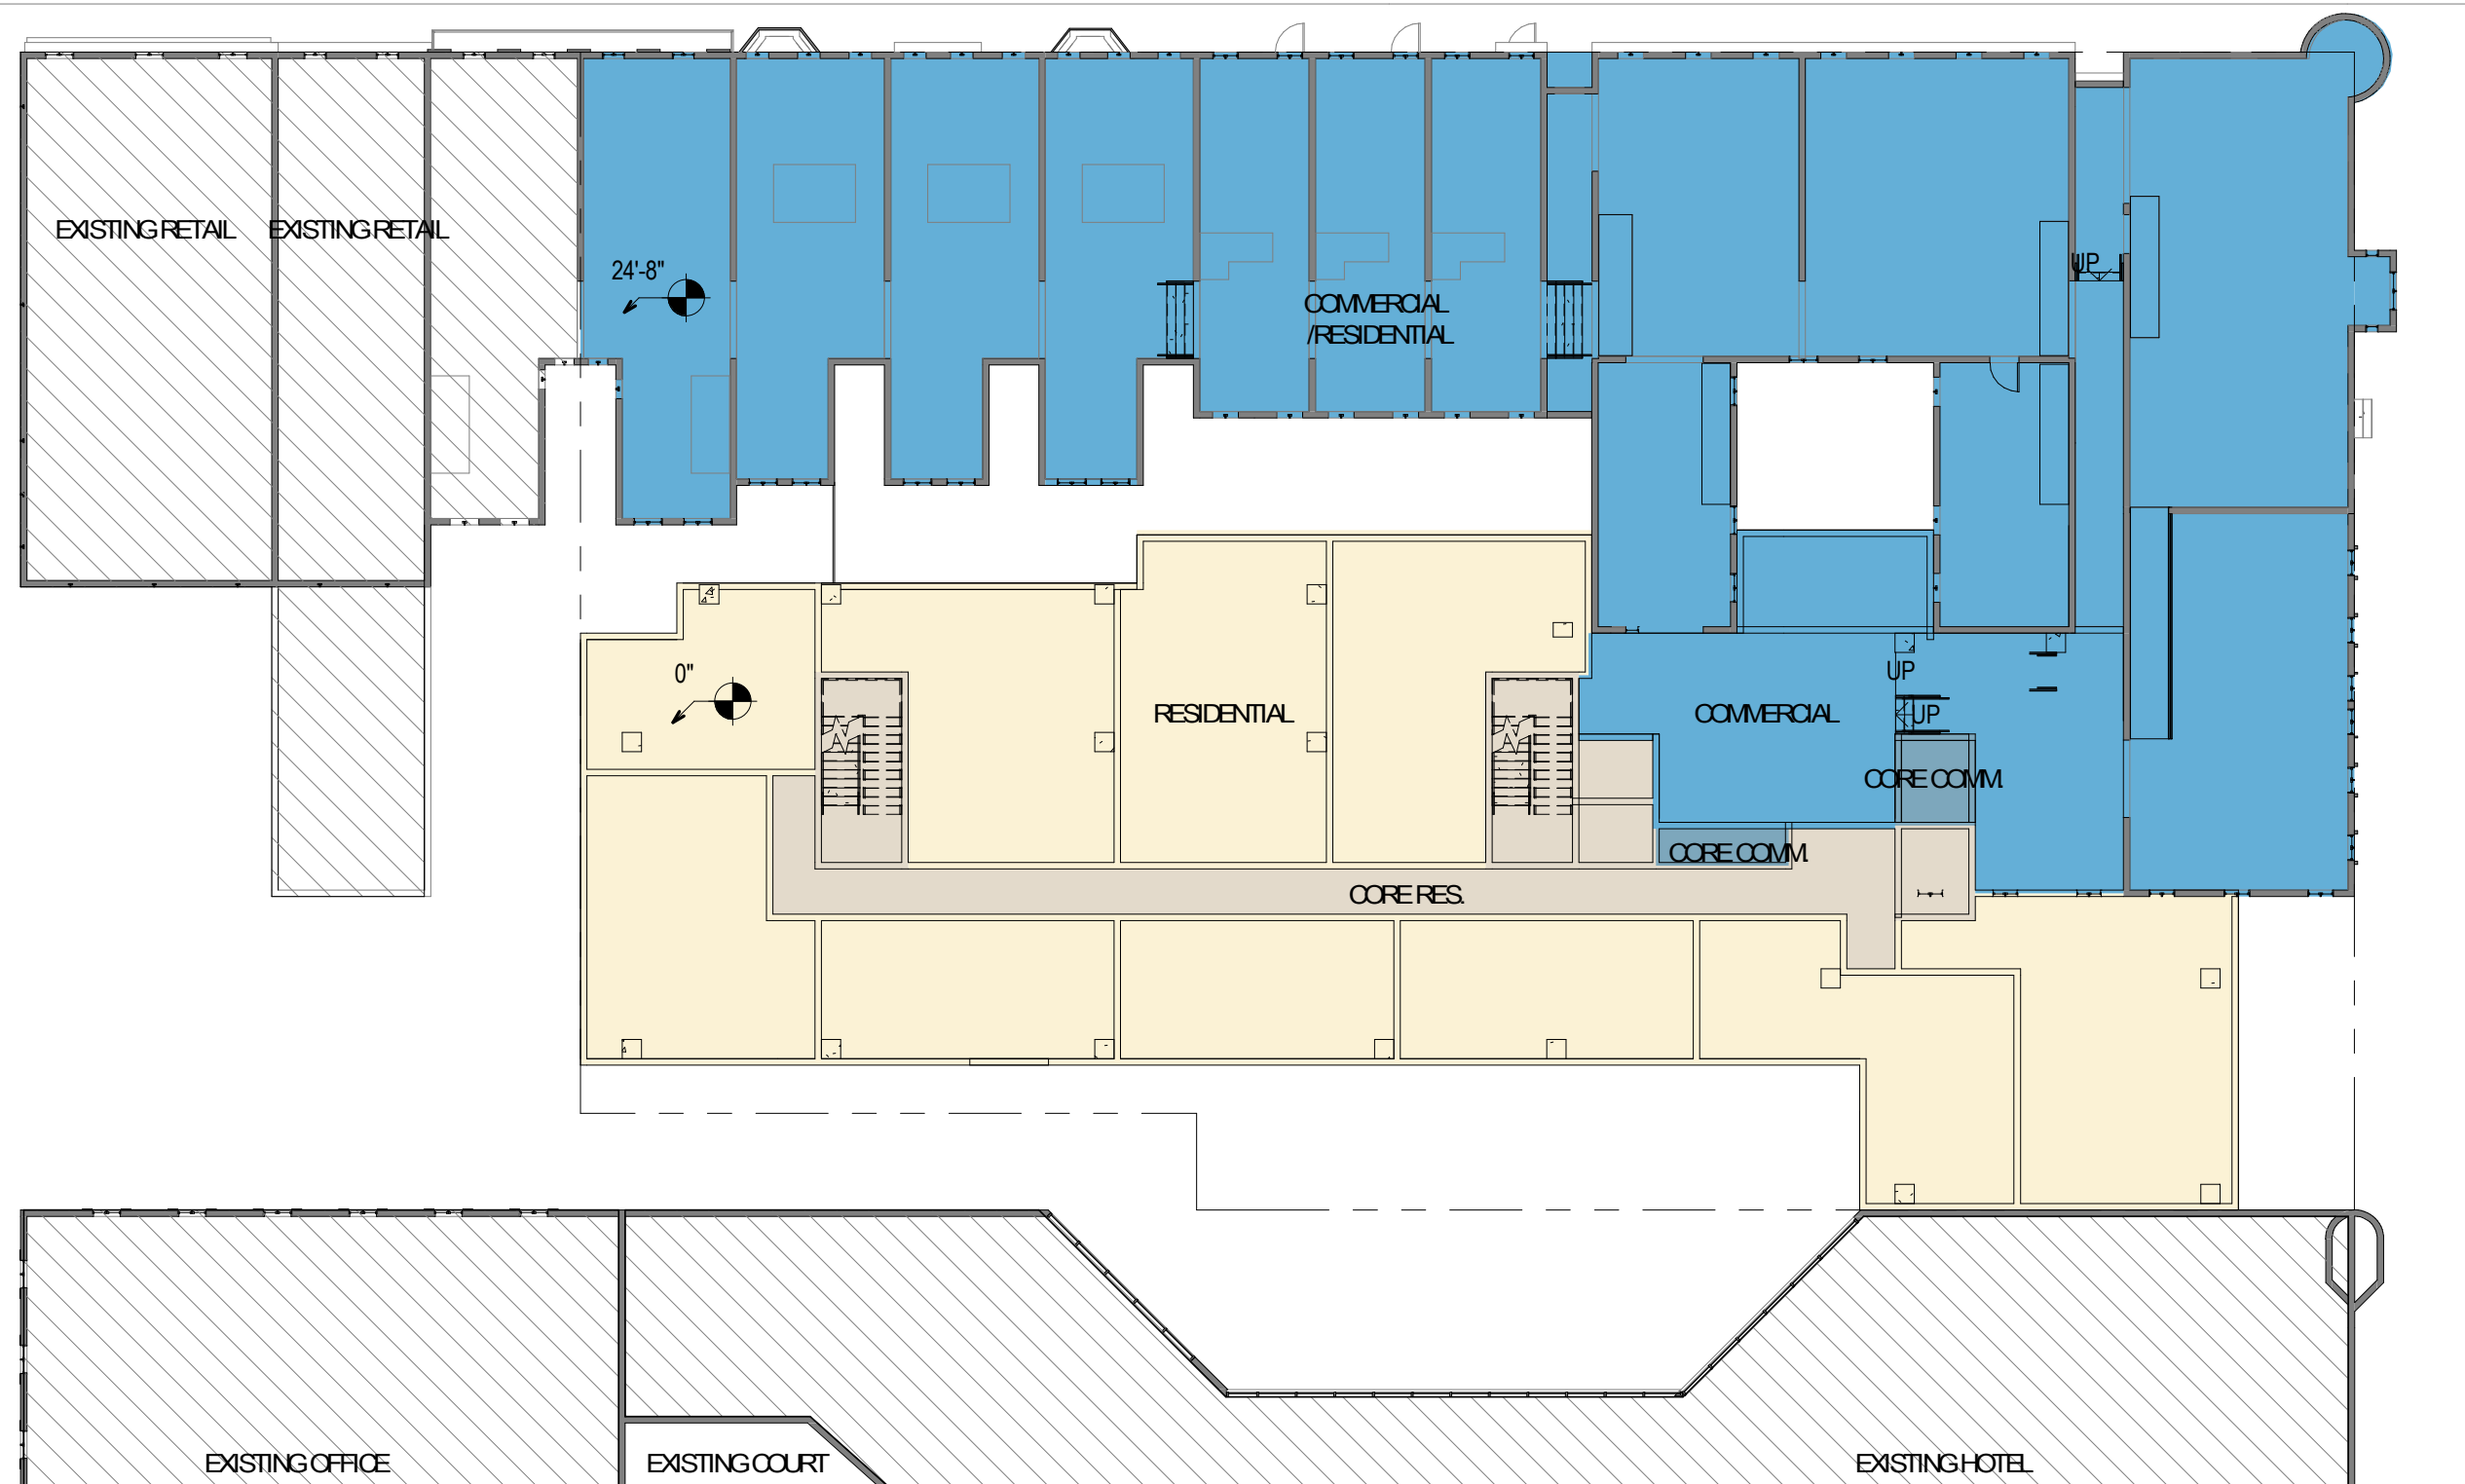 EXISTING RETAIL
EXISTING RETAIL
24'-8"
UP
COMMERCIAL
/RESIDENTIAL
0"
UP
RESIDENTIAL
COMMERCIAL
UP
CORE COMM.
CORE COMM.
CORE RES.
EXISTING OFFICE
EXISTING COURT
EXISTING HOTEL